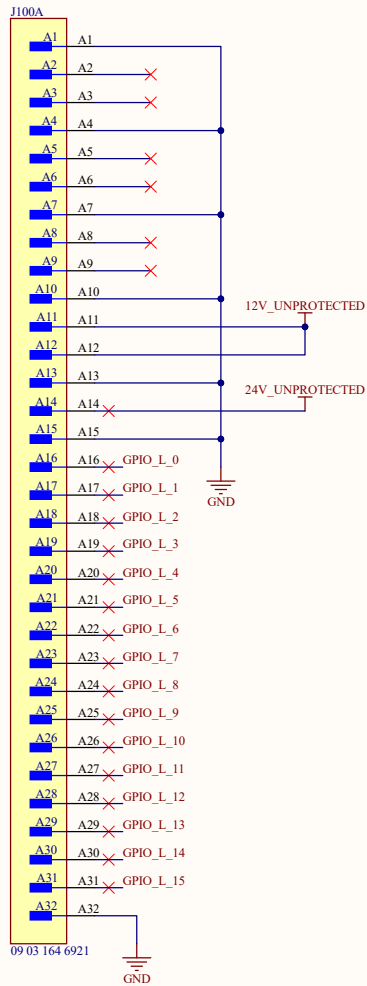 J100A
A1 A1
A2 A2
A3 A3
A4 A4
A5 A5
A6 A6
A7 A7
A8 A8
A9 A9
A10 A10
12V_UNPROTECTED
A11 A11
A12 A12
A13 A13
24V_UNPROTECTED
A14 A14
A15 A15
A16 A16 GPIO_L_0
A17 A17 GPIO_L_1
GND
A18 A18 GPIO_L_2
A19 A19 GPIO_L_3
A20 A20 GPIO_L_4
A21 A21 GPIO_L_5
A22 A22 GPIO_L_6
A23 A23 GPIO_L_7
A24 A24 GPIO_L_8
A25 A25 GPIO_L_9
A26 A26 GPIO_L_10
A27 A27 GPIO_L_11
A28 A28 GPIO_L_12
A29 A29 GPIO_L_13
A30 A30 GPIO_L_14
A31 A31 GPIO_L_15
A32 A32
09 03 164 6921
GND